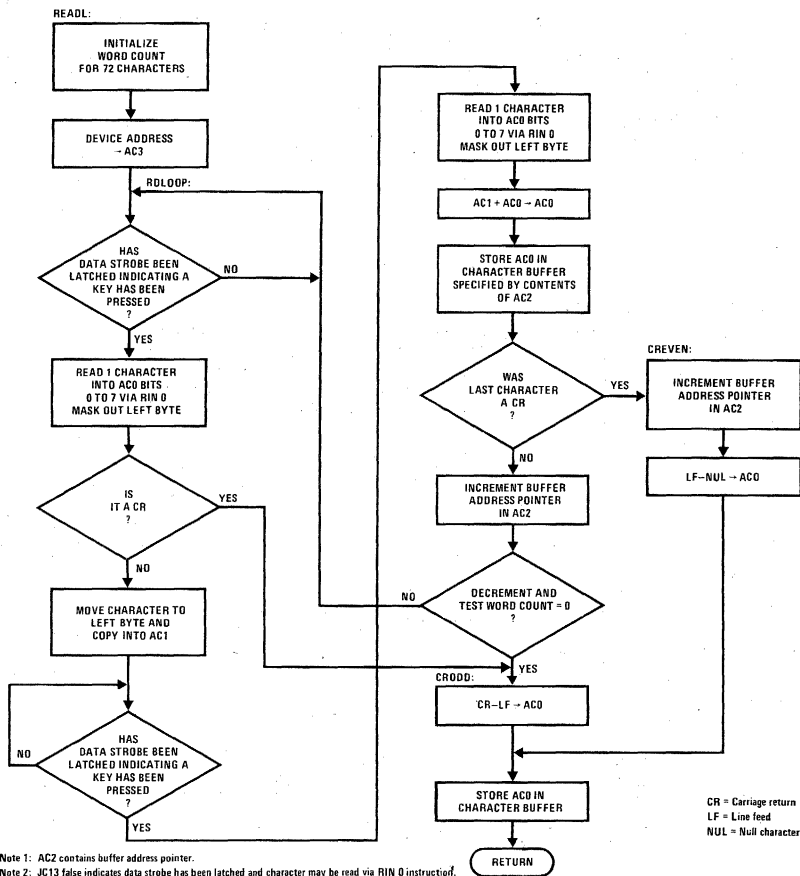 READL:
INITIALIZE
WORD COUNT
FOR 72 CHARACTERS
DEVICE ADDRESS
→ AC3
RDLOOP:
HAS
DATA STROBE BEEN
LATCHED INDICATING A
KEY HAS BEEN
PRESSED
?
NO
YES
READ 1 CHARACTER
INTO AC0 BITS
0 TO 7 VIA RIN 0
MASK OUT LEFT BYTE
IS
IT A CR
?
YES
NO
MOVE CHARACTER TO
LEFT BYTE AND
COPY INTO AC1
HAS
DATA STROBE BEEN
LATCHED INDICATING A
KEY HAS BEEN
PRESSED
?
NO
YES
READ 1 CHARACTER
INTO AC0 BITS
0 TO 7 VIA RIN 0
MASK OUT LEFT BYTE
AC1 + AC0 → AC0
STORE AC0 IN
CHARACTER BUFFER
SPECIFIED BY CONTENTS
OF AC2
WAS
LAST CHARACTER
A CR
?
YES
NO
CREVEN:
INCREMENT BUFFER
ADDRESS POINTER
IN AC2
LF–NUL → AC0
INCREMENT BUFFER
ADDRESS POINTER
IN AC2
DECREMENT AND
TEST WORD COUNT = 0
?
NO
YES
CRODD:
CR–LF → AC0
STORE AC0 IN
CHARACTER BUFFER
RETURN
CR = Carriage return
LF = Line feed
NUL = Null character
Note 1: AC2 contains buffer address pointer.
Note 2: JC13 false indicates data strobe has been latched and character may be read via RIN 0 instruction.